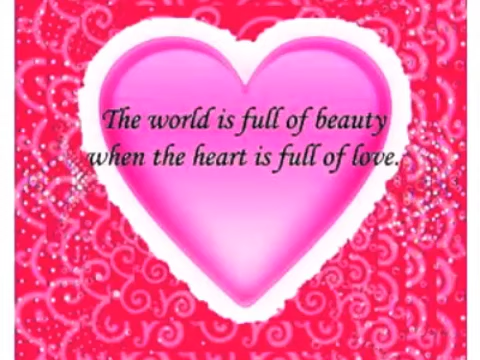 The world is full of beauty
when the heart is full of love.